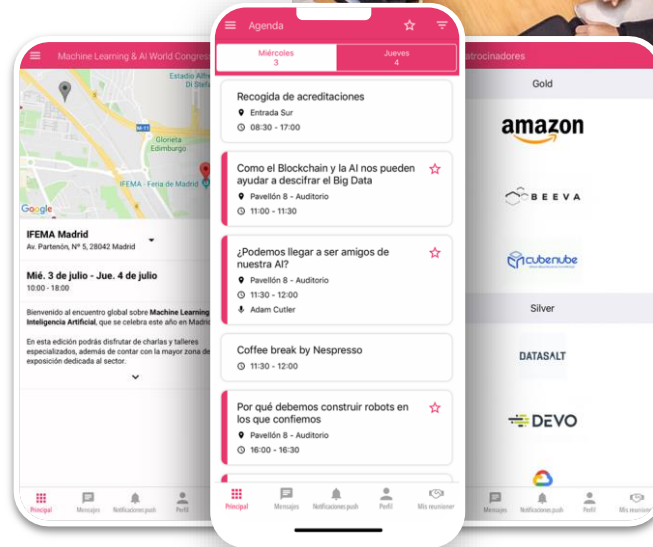 Machine Learning & AI World Congress
Estadio Alfre
Di Stefa
M-11
Glorieta
Edimburgo
IFEMA - Feria de Madrid
Google
IFEMA Madrid
Av. Partenón, Nº 5, 28042 Madrid
Mié. 3 de julio - Jue. 4 de julio
10:00 - 18:00
Bienvenido al encuentro global sobre Machine Learning
Inteligencia Artificial, que se celebra este año en Madrid
En esta edición podrás disfrutar de charlas y talleres
especializados, además de contar con la mayor zona de
exposición dedicada al sector.
Principal
Mensajes
Notificaciones push
Perfil
Agenda
Miércoles
3
Jueves
4
Recogida de acreditaciones
Entrada Sur
08:30 - 17:00
Como el Blockchain y la AI nos pueden
ayudar a descifrar el Big Data
Pavellón 8 - Auditorio
11:00 - 11:30
¿Podemos llegar a ser amigos de
nuestra AI?
Pavellón 8 - Auditorio
11:30 - 12:00
Adam Cutler
Coffee break by Nespresso
11:30 - 12:00
Por qué debemos construir robots en
los que confiemos
Pavellón 8 - Auditorio
16:00 - 16:30
Principal
Mensajes
Notificaciones push
Perfil
Mis reuniones
atrocinadores
Gold
amazon
BEEVA
cubenube
Silver
DATASALT
DEVO
Mensajes
Notificaciones push
Perfil
Mis reuniones